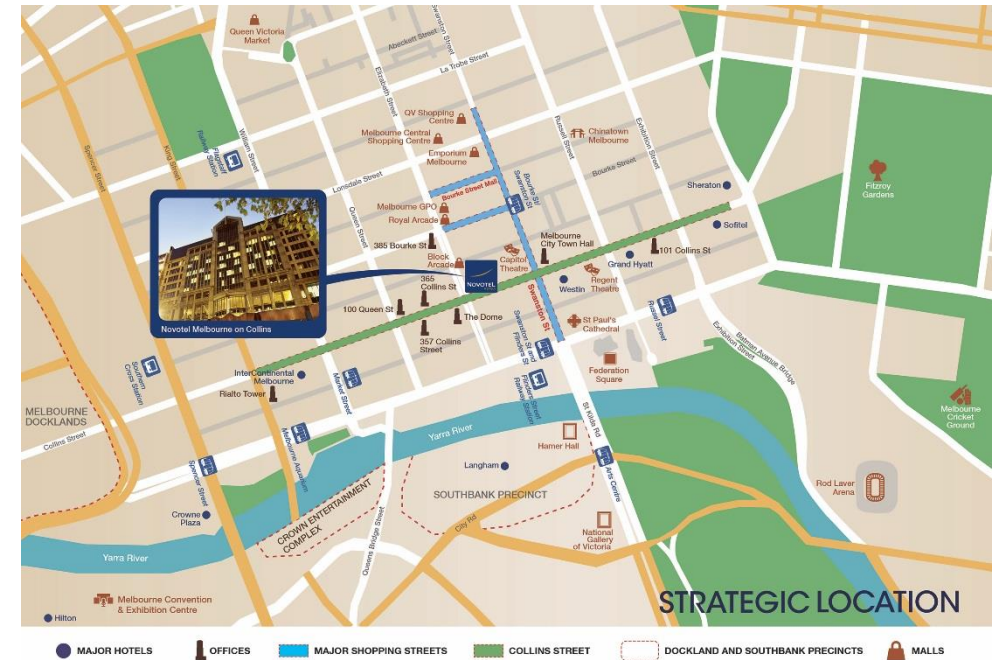 Queen Victoria
Market
Swanston Street
Abeckett Street
Elizabeth Street
La Trobe Street
QV Shopping
Centre
Melbourne Central
Shopping Centre
Emporium
Melbourne
Russell Street
Chinatown
Melbourne
Exhibition Street
Spencer Street
King Street
Flagstaff
Railway Station
William Street
Lonsdale Street
Bourke Street Mall
Bourke St/
Swanston St
Bourke Street
Sheraton
Fitzroy
Gardens
Queen Street
Melbourne GPO
Royal Arcade
385 Bourke St
Block
Arcade
Capitol
Theatre
Melbourne
City Town Hall
Sofitel
101 Collins St
Grand Hyatt
NOVOTEL
365
Collins St
Westin
Regent
Theatre
100 Queen St
The Dome
357 Collins
Street
Swanston St
St Paul's
Cathedral
Russel Street
Novotel Melbourne on Collins
Swanston St and
Flinders St
Federation
Square
Batman Avenue Bridge
Exhibition Street
Southern
Cross Station
InterContinental
Melbourne
Rialto Tower
Market Street
Flinders Street
Railway Station
MELBOURNE
DOCKLANDS
Collins Street
Melbourne
Cricket
Ground
St Kilda Rd
Yarra River
Hamer Hall
Melbourne Aquarium
Spencer Street
Langham
Arts Centre
Rod Laver
Arena
SOUTHBANK PRECINCT
Crowne
Plaza
CROWN ENTERTAINMENT
COMPLEX
City Rd
National
Gallery
of Victoria
Queens Bridge Street
Yarra River
Melbourne Convention
& Exhibition Centre
Hilton
STRATEGIC LOCATION
MAJOR HOTELS
OFFICES
MAJOR SHOPPING STREETS
COLLINS STREET
DOCKLAND AND SOUTHBANK PRECINCTS
MALLS